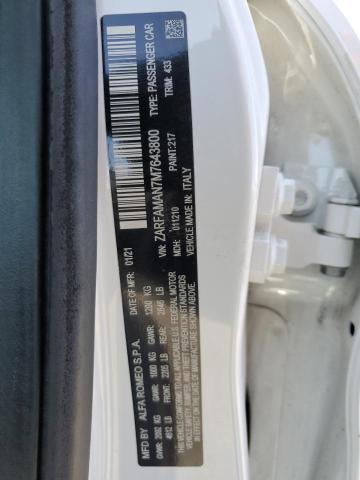 MFD BY ALFA ROMEO S.P.A. DATE OF MFR: 01/21
GVWR: 2092 KG GAWR: 1000 KG GAWR: 1200 KG
4612 LB FRONT: 2205 LB REAR: 2646 LB
THIS VEHICLE CONFORMS TO ALL APPLICABLE U.S. FEDERAL MOTOR
VEHICLE SAFETY, BUMPER, AND THEFT PREVENTION STANDARDS
IN EFFECT ON THE DATE OF MANUFACTURE SHOWN ABOVE.
VIN: ZARFAMAN7M7643800 TYPE: PASSENGER CAR
MDH: 011210 PAINT: 217 TRIM: 433
VEHICLE MADE IN: ITALY